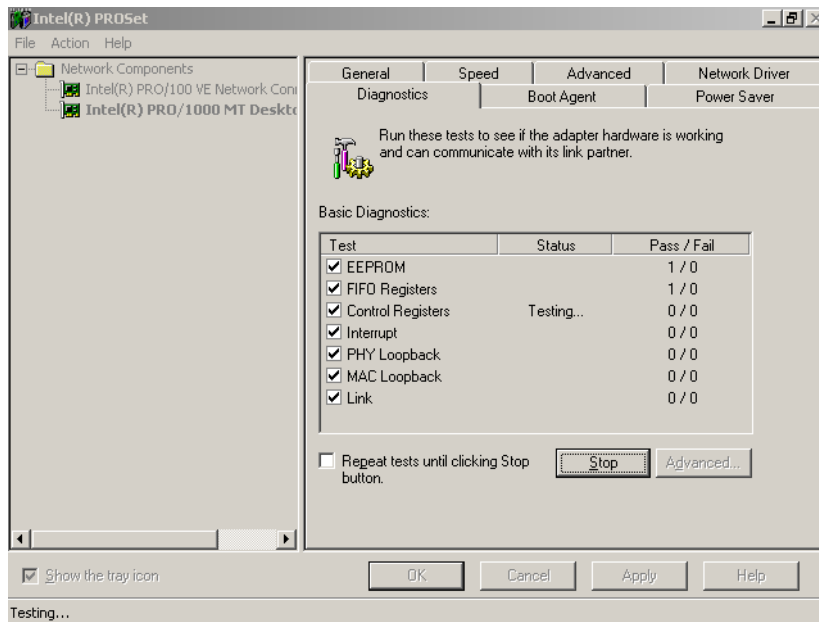 Intel(R) PROSet
File Action Help
Network Components
Intel(R) PRO/100 VE Network Conn
Intel(R) PRO/1000 MT Deskto
General Speed Advanced Network Driver
Diagnostics Boot Agent Power Saver
Run these tests to see if the adapter hardware is working
and can communicate with its link partner.
Basic Diagnostics:
Test Status Pass / Fail
EEPROM 1 / 0
FIFO Registers 1 / 0
Control Registers Testing... 0 / 0
Interrupt 0 / 0
PHY Loopback 0 / 0
MAC Loopback 0 / 0
Link 0 / 0
Repeat tests until clicking Stop
button.
Stop Advanced...
Show the tray icon
OK Cancel Apply Help
Testing...